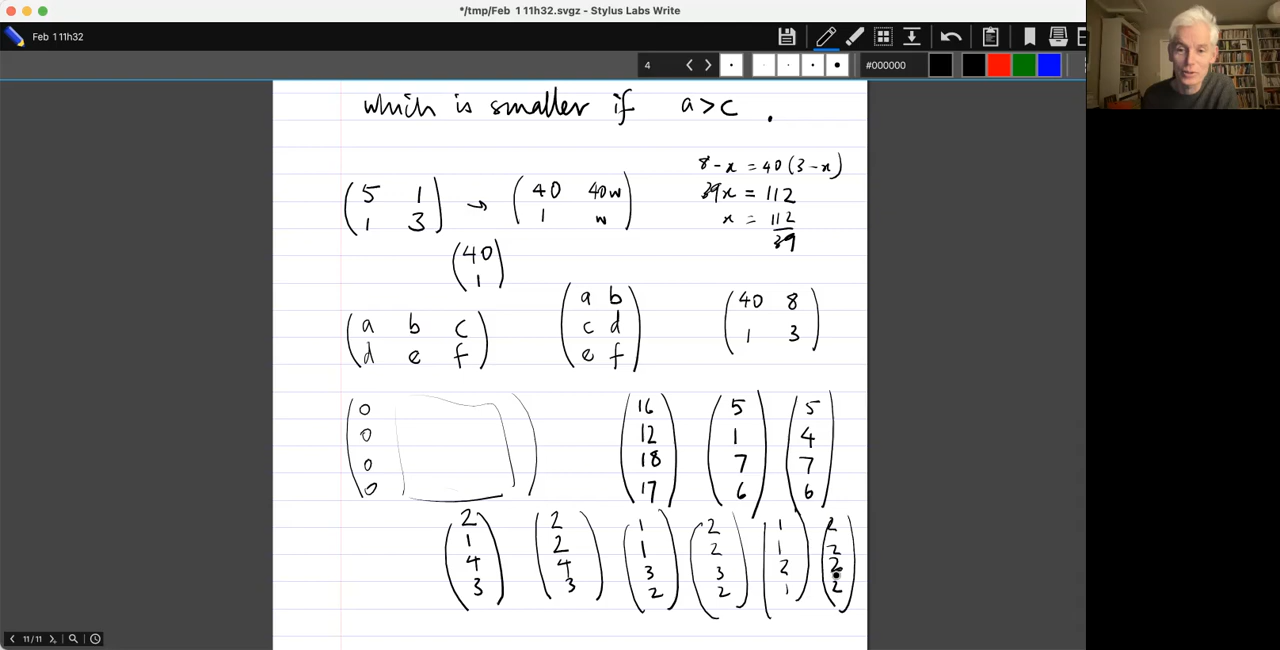 */tmp/Feb 1 11h32.svgz - Stylus Labs Write
Feb 1 11h32
4
#000000
which is smaller if a>c .
8-x = 40(3-x)
39x = 112
x = 112
39
5 1 → 40 40w
1 3 1 w
40
1
a b 40 8
a b c c d
d e f e f 1 3
0 16 5 5
0 12 1 4
0 18 7 7
0 17 6 6
2 2 1 2 1 2
1 2 1 2 1 2
4 4 3 3 2 2
3 3 2 2 1 2
11/11